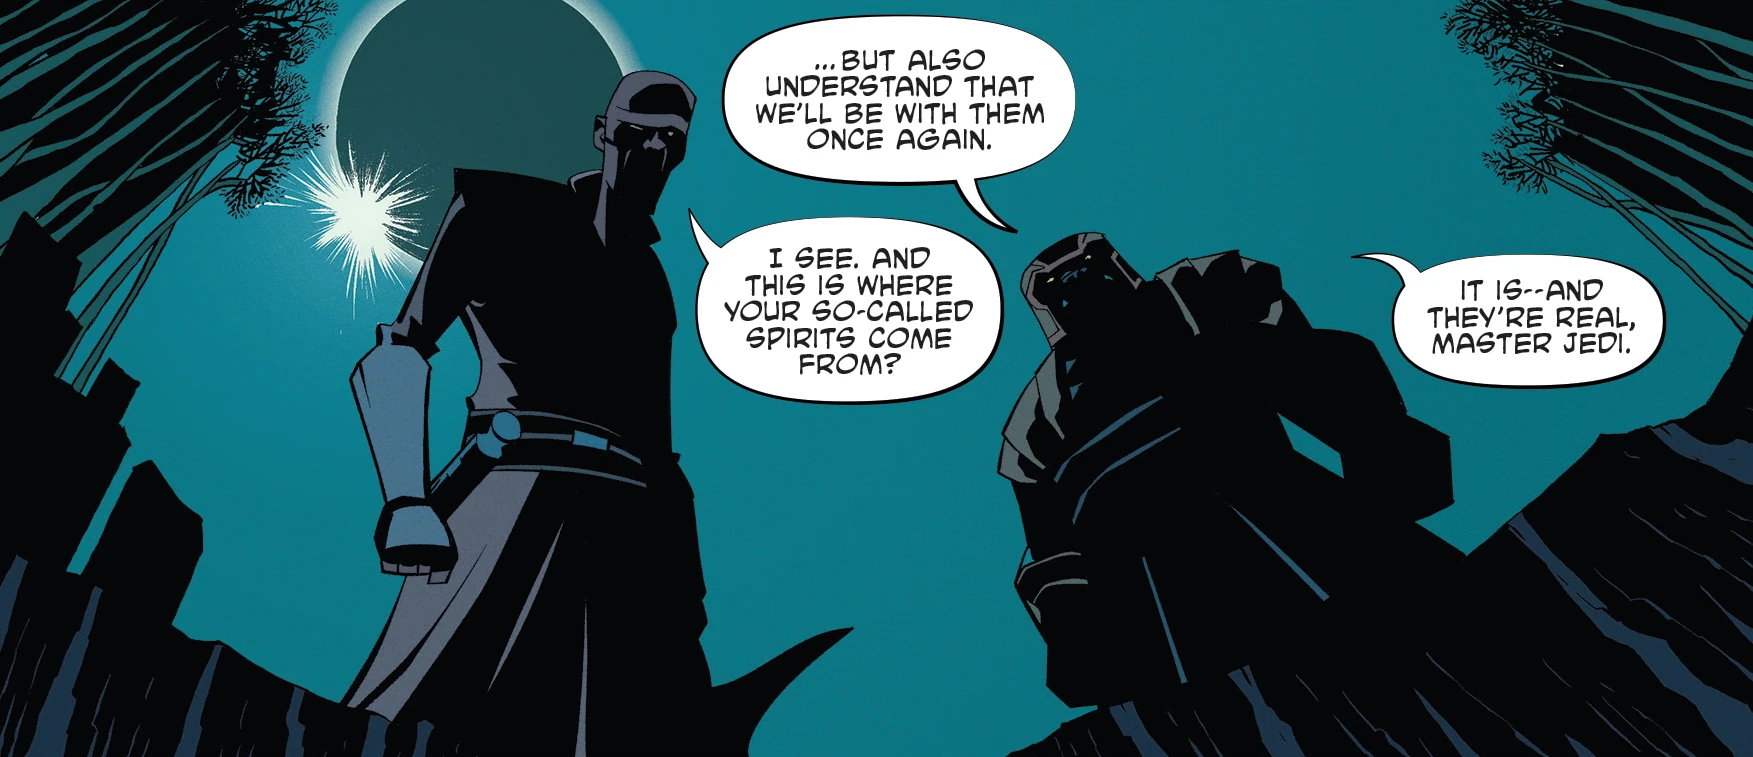 ...BUT ALSO
UNDERSTAND THAT
WE'LL BE WITH THEM
ONCE AGAIN.
I SEE. AND
THIS IS WHERE
YOUR SO-CALLED
SPIRITS COME
FROM?
IT IS--AND
THEY'RE REAL,
MASTER JEDI.